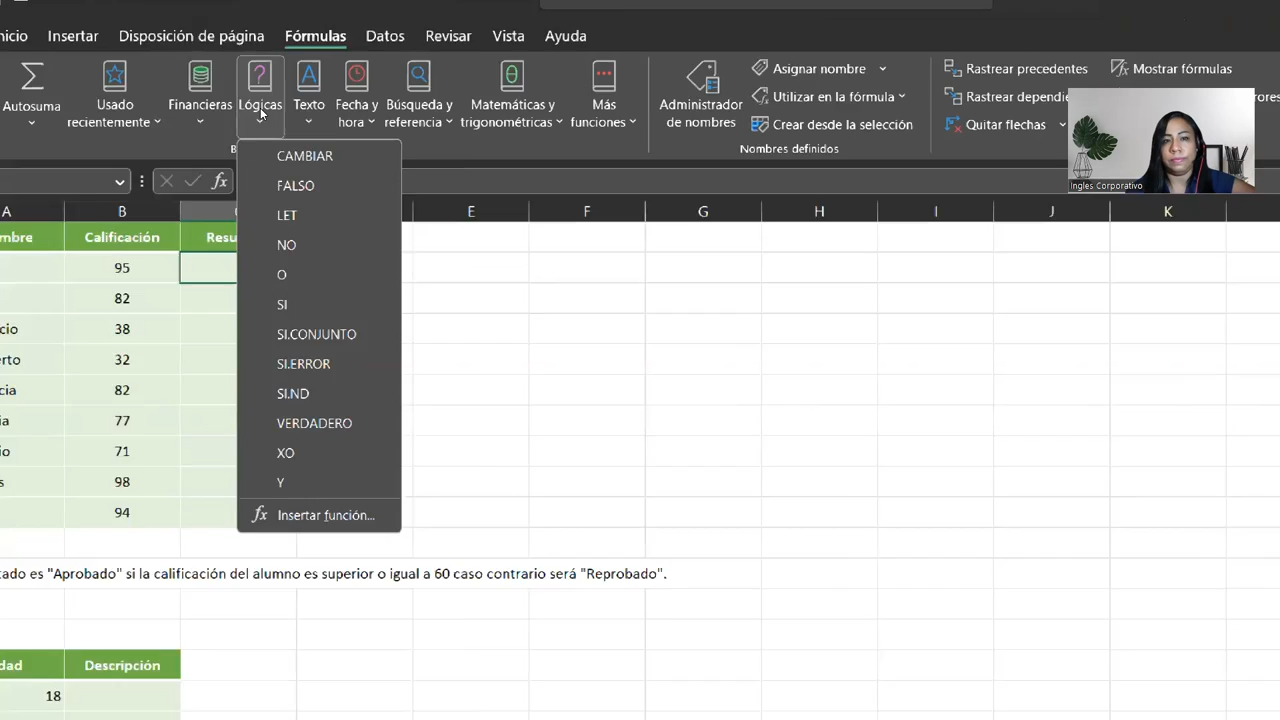 nicio Insertar Disposición de página Fórmulas Datos Revisar Vista Ayuda
Autosuma
Usado recientemente
Financieras
Lógicas
Texto
Fecha y hora
Búsqueda y referencia
Matemáticas y trigonométricas
Más funciones
Administrador de nombres
Asignar nombre
Utilizar en la fórmula
Crear desde la selección
Nombres definidos
Rastrear precedentes
Rastrear dependie
Quitar flechas
Mostrar fórmulas
rores
B
Ingles Corporativo
fx
CAMBIAR
FALSO
LET
NO
O
SI
SI.CONJUNTO
SI.ERROR
SI.ND
VERDADERO
XO
Y
fx Insertar función...
A B C E F G H I J K
mbre Calificación Resu
95
82
cio 38
erto 32
cia 82
ia 77
io 71
s 98
94
tado es "Aprobado" si la calificación del alumno es superior o igual a 60 caso contrario será "Reprobado".
dad Descripción
18